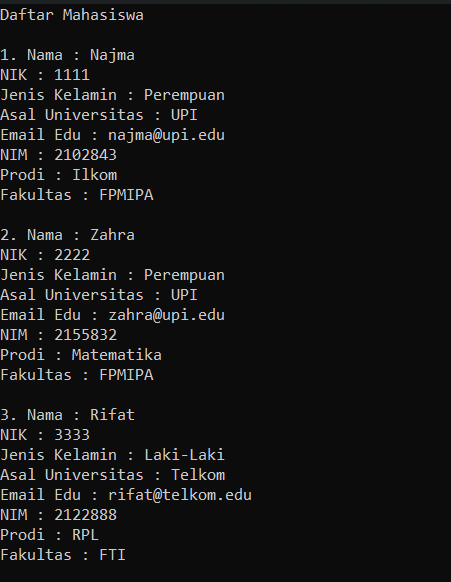 Daftar Mahasiswa
1. Nama : Najma
NIK : 1111
Jenis Kelamin : Perempuan
Asal Universitas : UPI
Email Edu : najma@upi.edu
NIM : 2102843
Prodi : Ilkom
Fakultas : FPMIPA
2. Nama : Zahra
NIK : 2222
Jenis Kelamin : Perempuan
Asal Universitas : UPI
Email Edu : zahra@upi.edu
NIM : 2155832
Prodi : Matematika
Fakultas : FPMIPA
3. Nama : Rifat
NIK : 3333
Jenis Kelamin : Laki-Laki
Asal Universitas : Telkom
Email Edu : rifat@telkom.edu
NIM : 2122888
Prodi : RPL
Fakultas : FTI